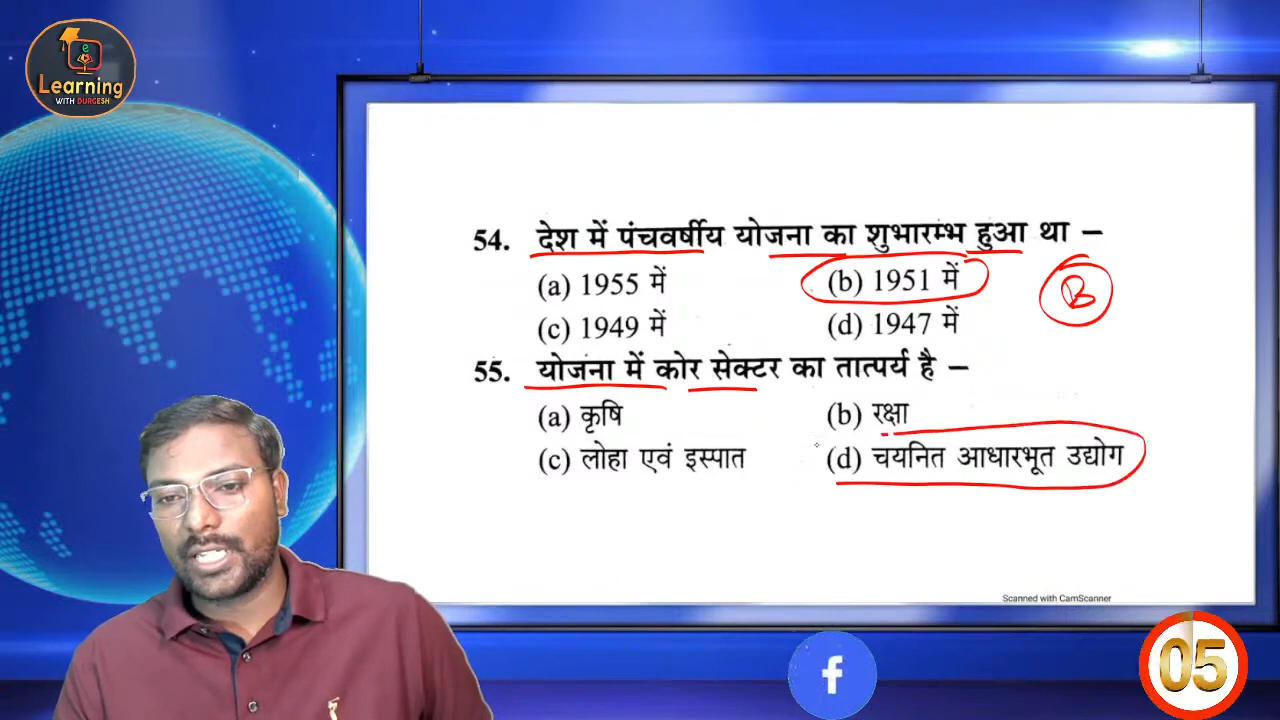 e
Learning
WITH DURGESH
54. देश में पंचवर्षीय योजना का शुभारम्भ हुआ था –
(a) 1955 में (b) 1951 में
B
(c) 1949 में (d) 1947 में
55. योजना में कोर सेक्टर का तात्पर्य है –
(a) कृषि (b) रक्षा
(c) लोहा एवं इस्पात (d) चयनित आधारभूत उद्योग
Scanned with CamScanner
f
05